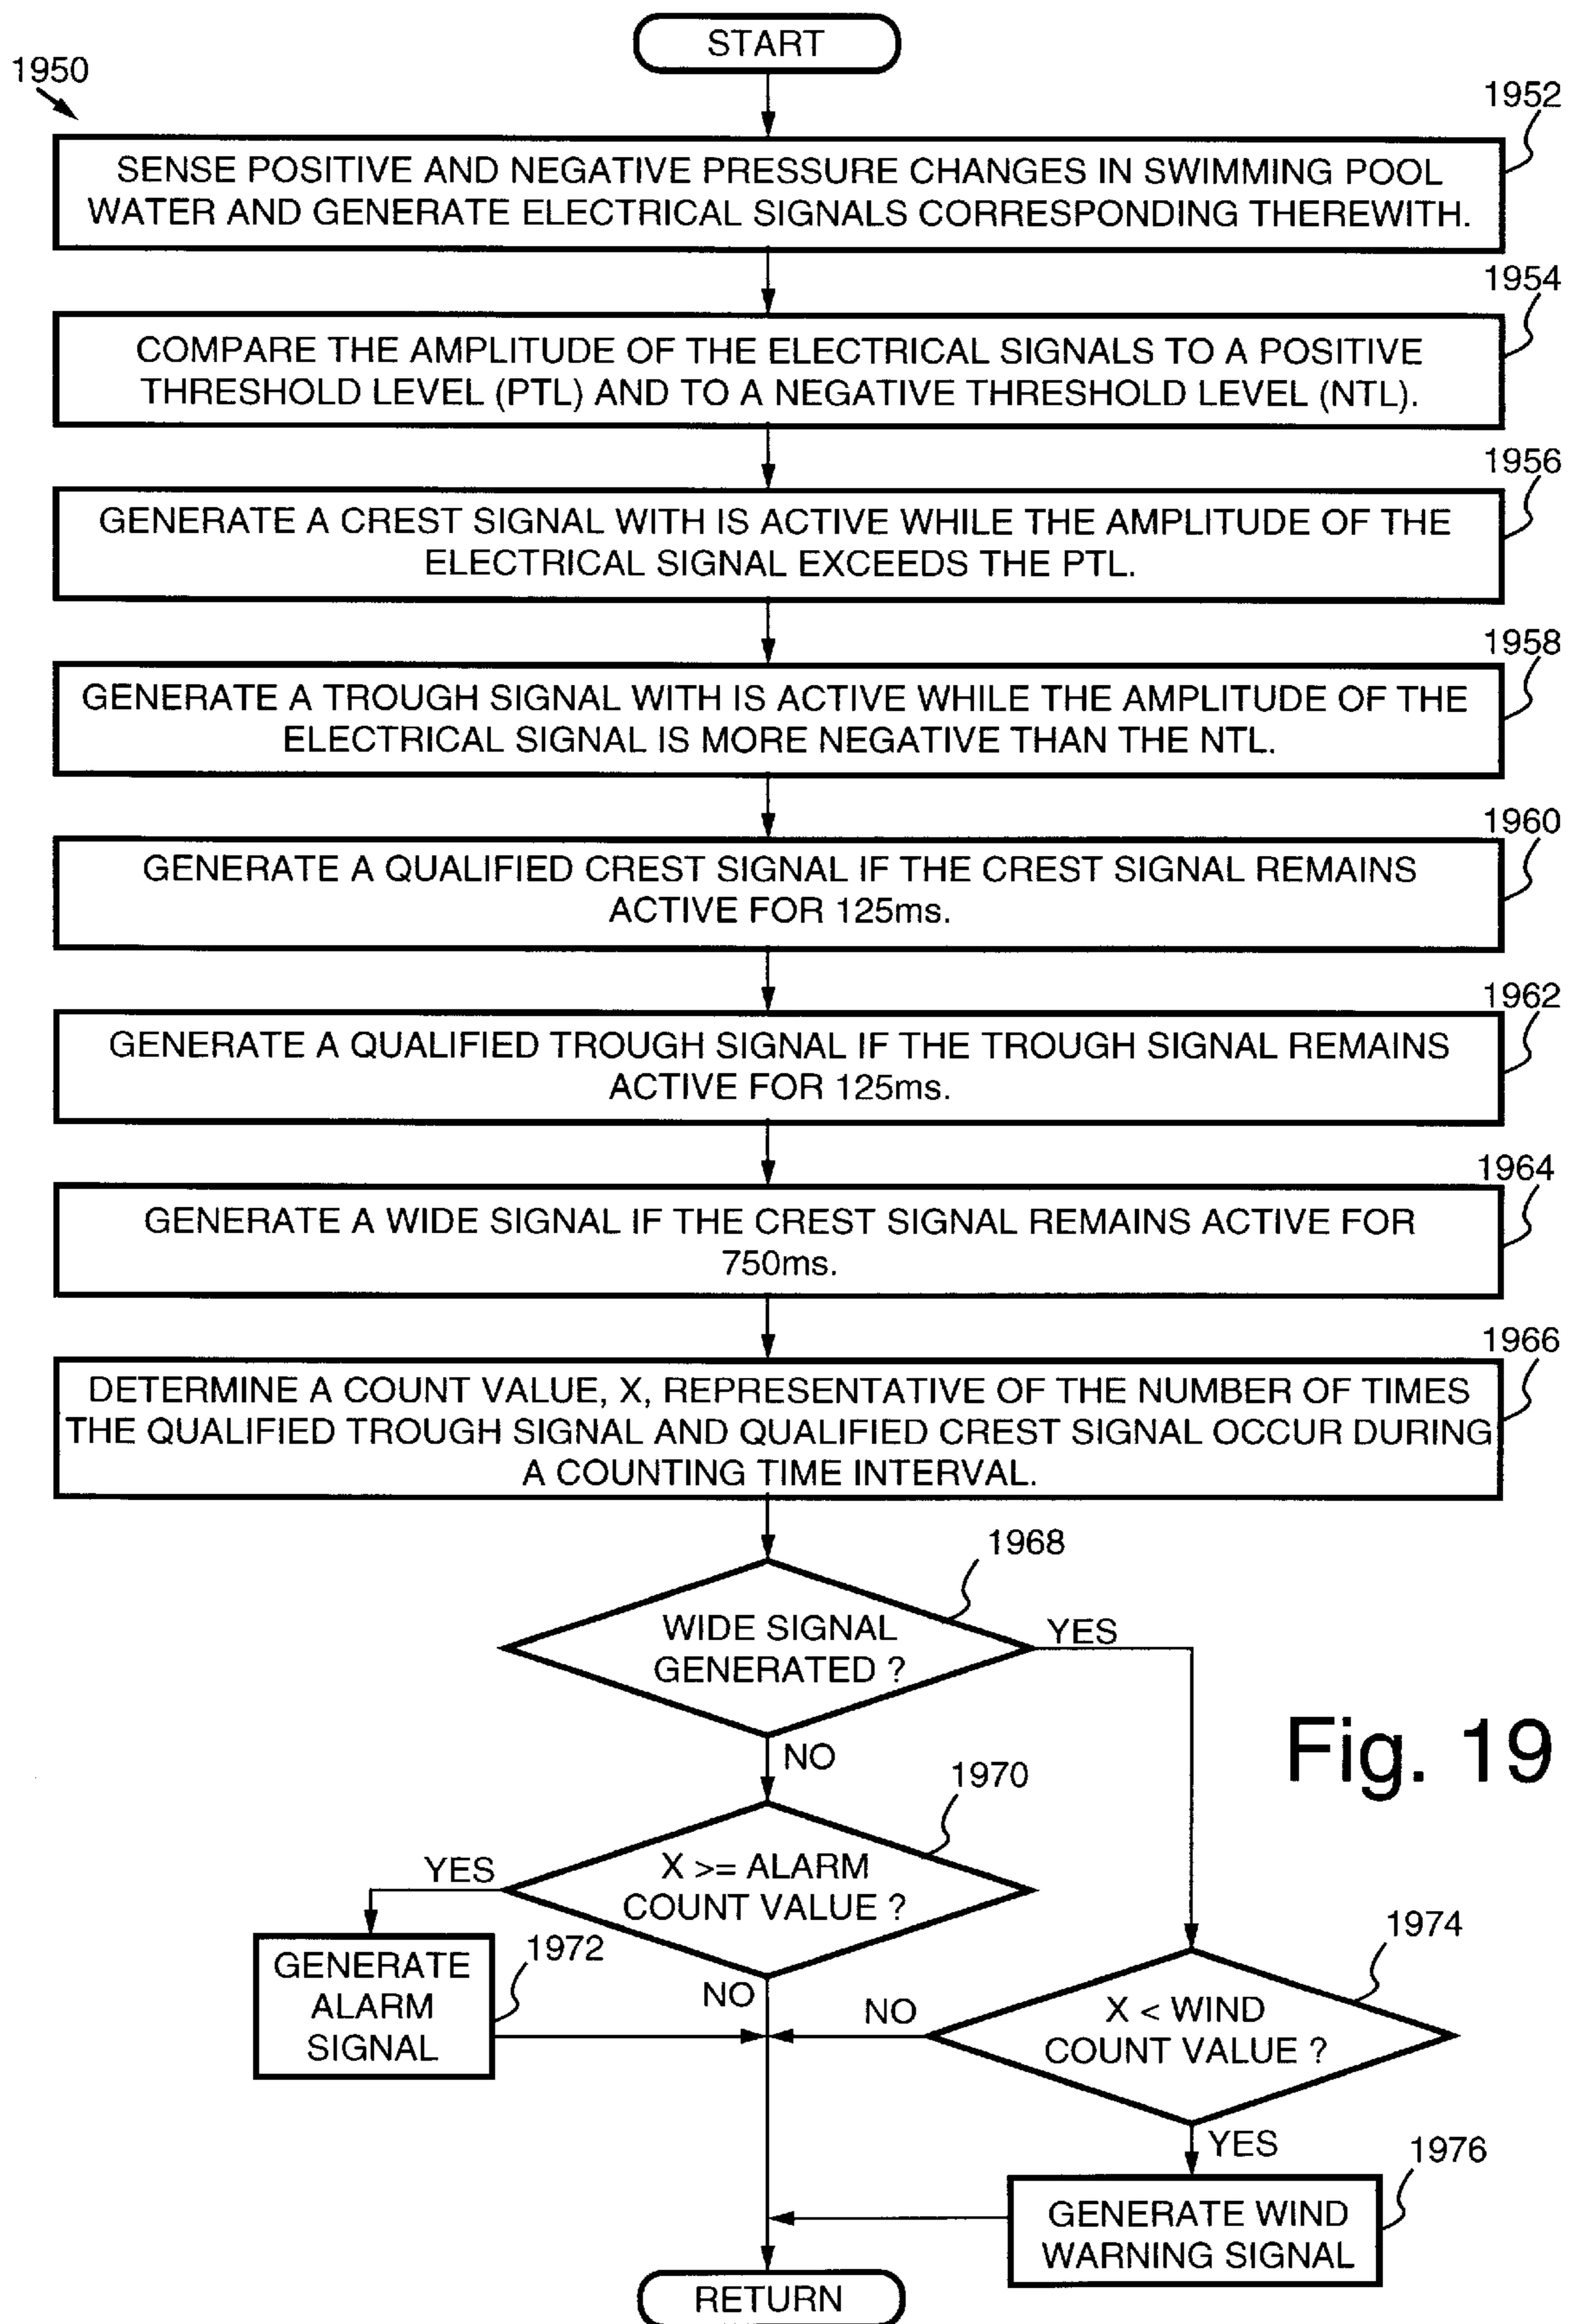 START
1950
1952
SENSE POSITIVE AND NEGATIVE PRESSURE CHANGES IN SWIMMING POOL
WATER AND GENERATE ELECTRICAL SIGNALS CORRESPONDING THEREWITH.
1954
COMPARE THE AMPLITUDE OF THE ELECTRICAL SIGNALS TO A POSITIVE
THRESHOLD LEVEL (PTL) AND TO A NEGATIVE THRESHOLD LEVEL (NTL).
1956
GENERATE A CREST SIGNAL WITH IS ACTIVE WHILE THE AMPLITUDE OF THE
ELECTRICAL SIGNAL EXCEEDS THE PTL.
1958
GENERATE A TROUGH SIGNAL WITH IS ACTIVE WHILE THE AMPLITUDE OF THE
ELECTRICAL SIGNAL IS MORE NEGATIVE THAN THE NTL.
1960
GENERATE A QUALIFIED CREST SIGNAL IF THE CREST SIGNAL REMAINS
ACTIVE FOR 125ms.
1962
GENERATE A QUALIFIED TROUGH SIGNAL IF THE TROUGH SIGNAL REMAINS
ACTIVE FOR 125ms.
1964
GENERATE A WIDE SIGNAL IF THE CREST SIGNAL REMAINS ACTIVE FOR
750ms.
1966
DETERMINE A COUNT VALUE, X, REPRESENTATIVE OF THE NUMBER OF TIMES
THE QUALIFIED TROUGH SIGNAL AND QUALIFIED CREST SIGNAL OCCUR DURING
A COUNTING TIME INTERVAL.
1968
WIDE SIGNAL
GENERATED ?
YES
NO
Fig. 19
1970
X >= ALARM
COUNT VALUE ?
YES
NO
1972
GENERATE
ALARM
SIGNAL
1974
X < WIND
COUNT VALUE ?
NO
YES
1976
GENERATE WIND
WARNING SIGNAL
RETURN